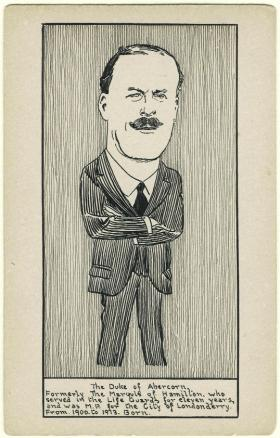 The Duke of Abercorn,
Formerly The Marquis of Hamilton, who
served in the Life Guards for eleven years,
and was M.P. for the City of Londonderry.
From 1900 to 1913. Born.